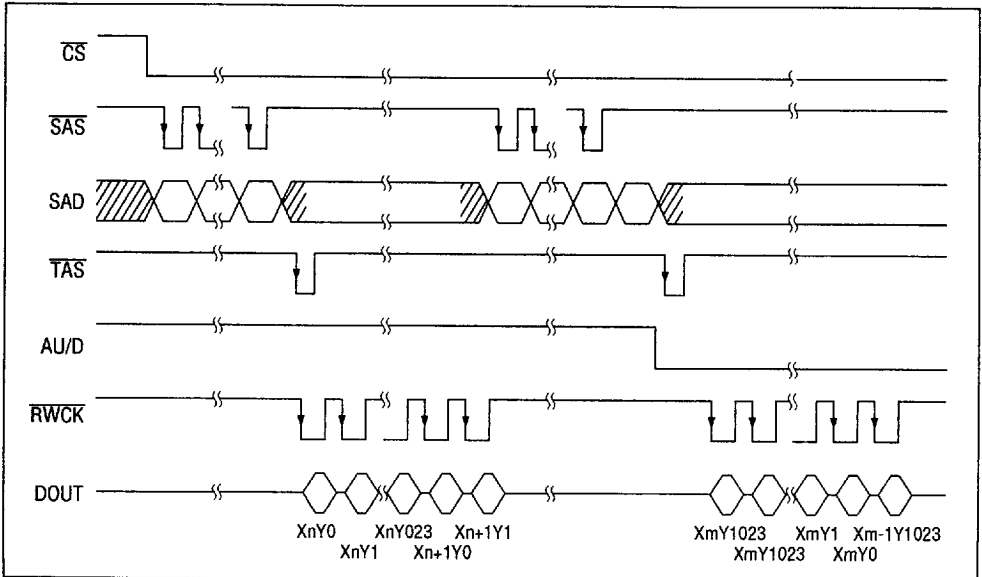 CS
SAS
SAD
TAS
AU/D
RWCK
DOUT
XnY0 XnY023 Xn+1Y1 XmY1023 XmY1 Xm-1Y1023
XnY1 Xn+1Y0 XmY1023 XmY0